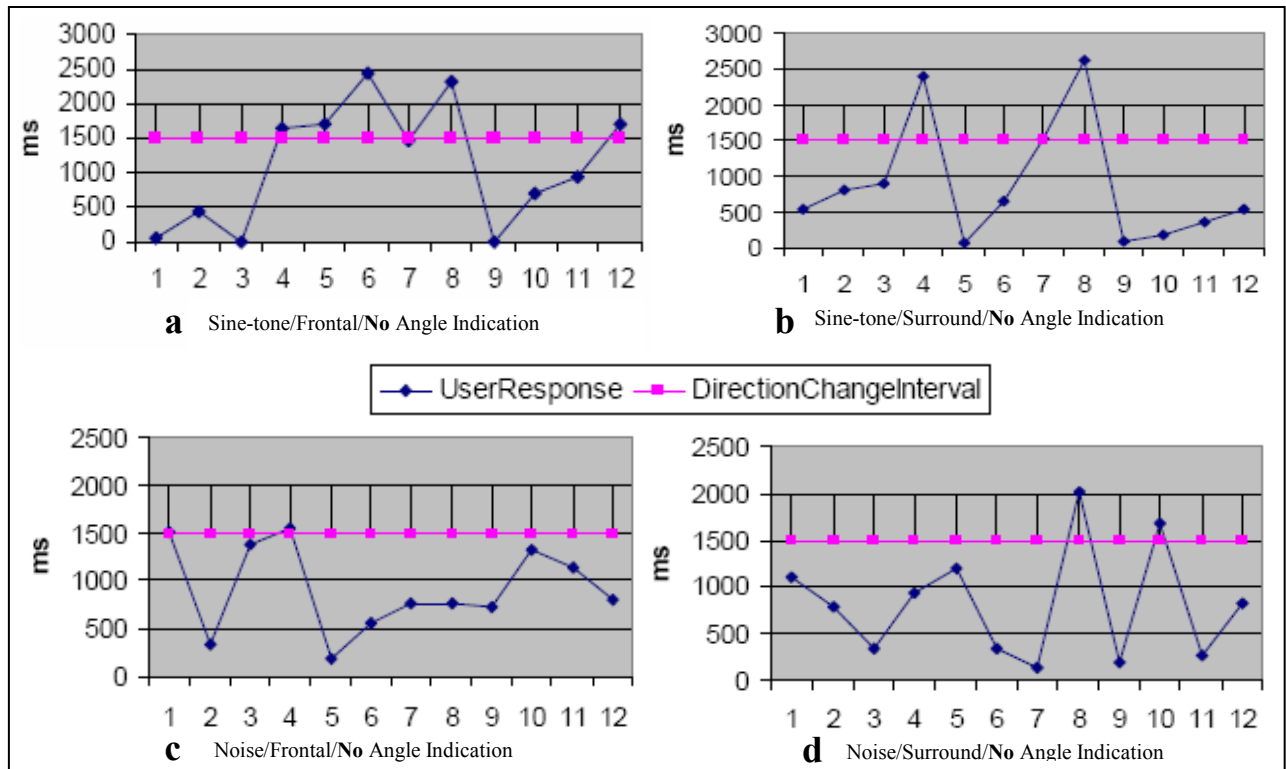 3000
2500
2000
1500
1000
500
0
ms
1 2 3 4 5 6 7 8 9 10 11 12
a Sine-tone/Frontal/No Angle Indication
3000
2500
2000
1500
1000
500
0
ms
1 2 3 4 5 6 7 8 9 10 11 12
b Sine-tone/Surround/No Angle Indication
UserResponse DirectionChangeInterval
2500
2000
1500
1000
500
0
ms
1 2 3 4 5 6 7 8 9 10 11 12
c Noise/Frontal/No Angle Indication
2500
2000
1500
1000
500
0
ms
1 2 3 4 5 6 7 8 9 10 11 12
d Noise/Surround/No Angle Indication